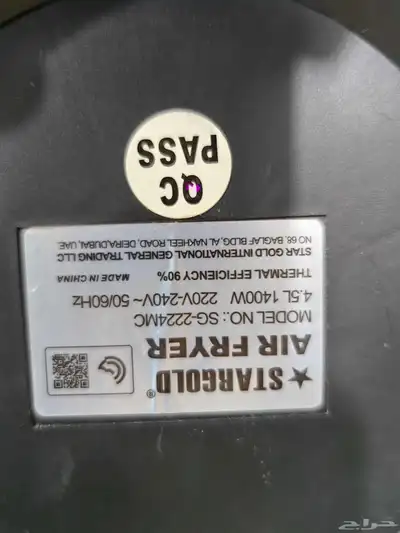 ★STARGOLD®
AIR FRYER
MODEL NO.: SG-2224MC
4.5L 1400W 220V-240V~50/60Hz
THERMAL EFFICIENCY 90% MADE IN CHINA
STAR GOLD INTERNATIONAL GENERAL TRADING LLC
NO 68, BAGLAF BLDG, AL NAKHEEL ROAD, DEIRA/DUBAI, UAE.
QC
PASS
حراج